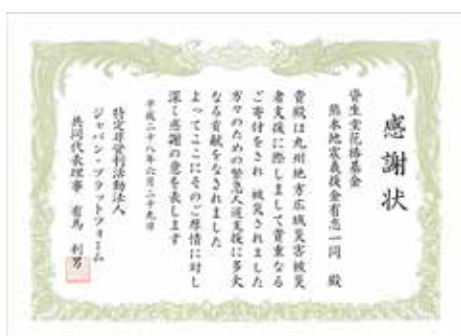 感謝状
資生堂花椿基金
熊本地震義援金有志一同 殿
貴殿は九州地方広域災害被災
者支援に際しまして貴重なる
ご寄付をされ 被災されました
方々のための緊急人道支援に多大
なる貢献をなされました
よってここにそのご厚情に対し
深く感謝の意を表します
平成二十八年六月二十九日
特定非営利活動法人
ジャパン・プラットフォーム
共同代表理事 有馬 利男